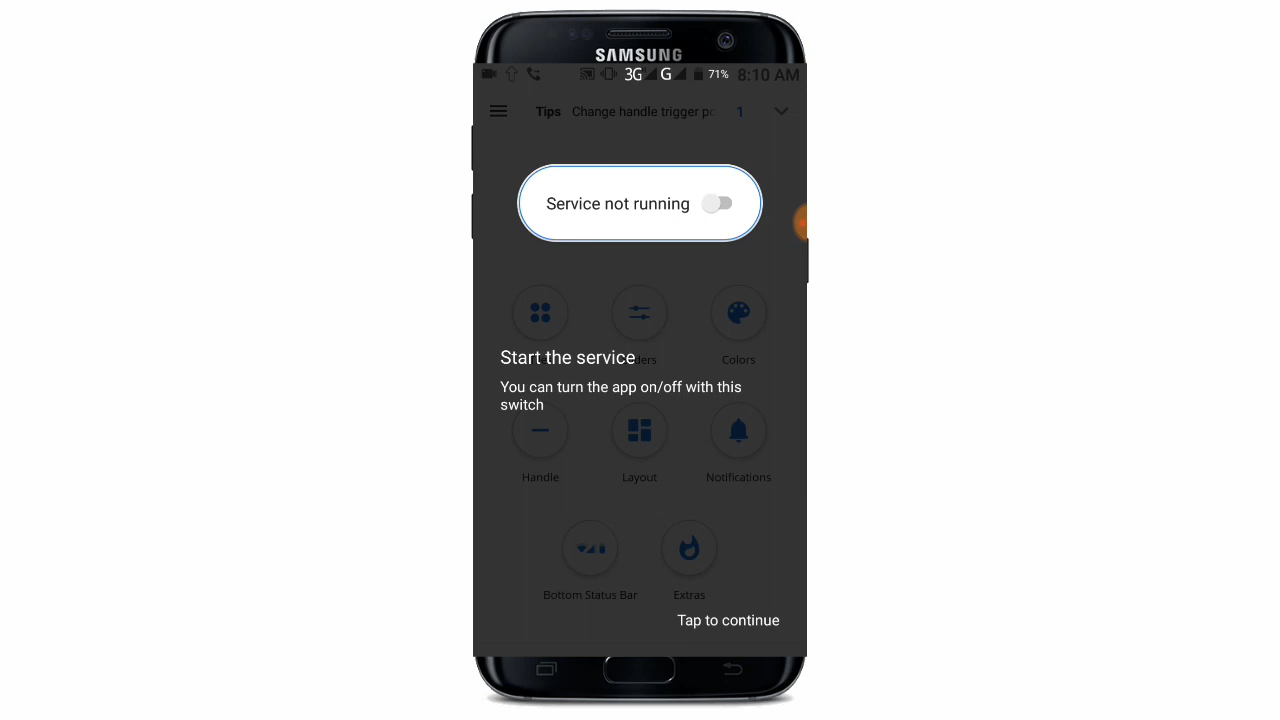 SAMSUNG
3G G 71% 8:10 AM
Tips Change handle trigger po 1
Service not running
Colors
Start the service
You can turn the app on/off with this
switch
Handle Layout Notifications
Bottom Status Bar Extras
Tap to continue